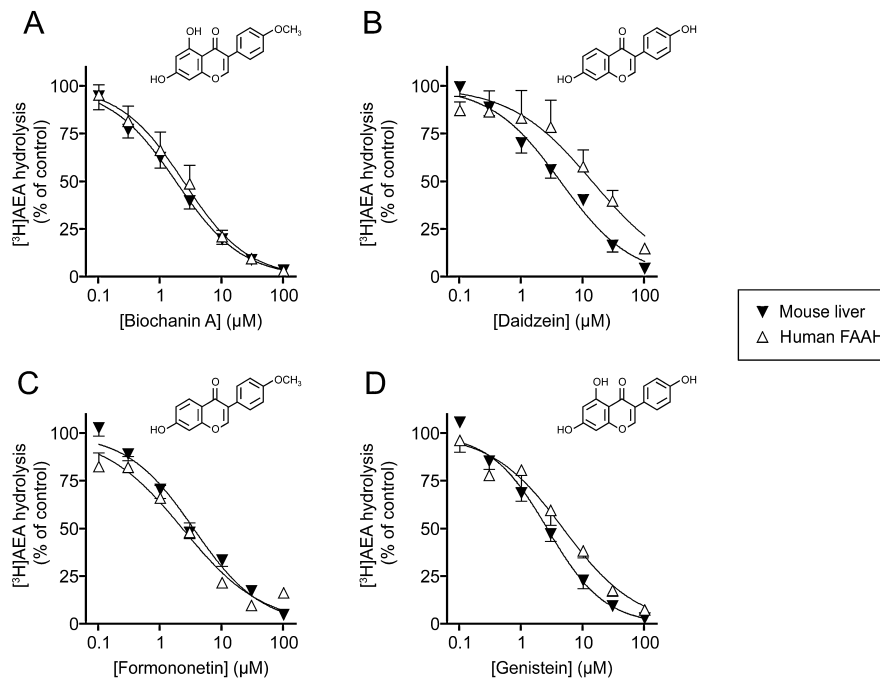 A
OH
O
OCH₃
HO
O
[³H]AEA hydrolysis
(% of control)
100
75
50
25
0
0.1 1 10 100
[Biochanin A] (µM)
B
O
OH
HO
O
[³H]AEA hydrolysis
(% of control)
100
75
50
25
0
0.1 1 10 100
[Daidzein] (µM)
Mouse liver
Human FAAH
C
O
OCH₃
HO
O
[³H]AEA hydrolysis
(% of control)
100
75
50
25
0
0.1 1 10 100
[Formononetin] (µM)
D
OH
O
OH
HO
O
[³H]AEA hydrolysis
(% of control)
100
75
50
25
0
0.1 1 10 100
[Genistein] (µM)